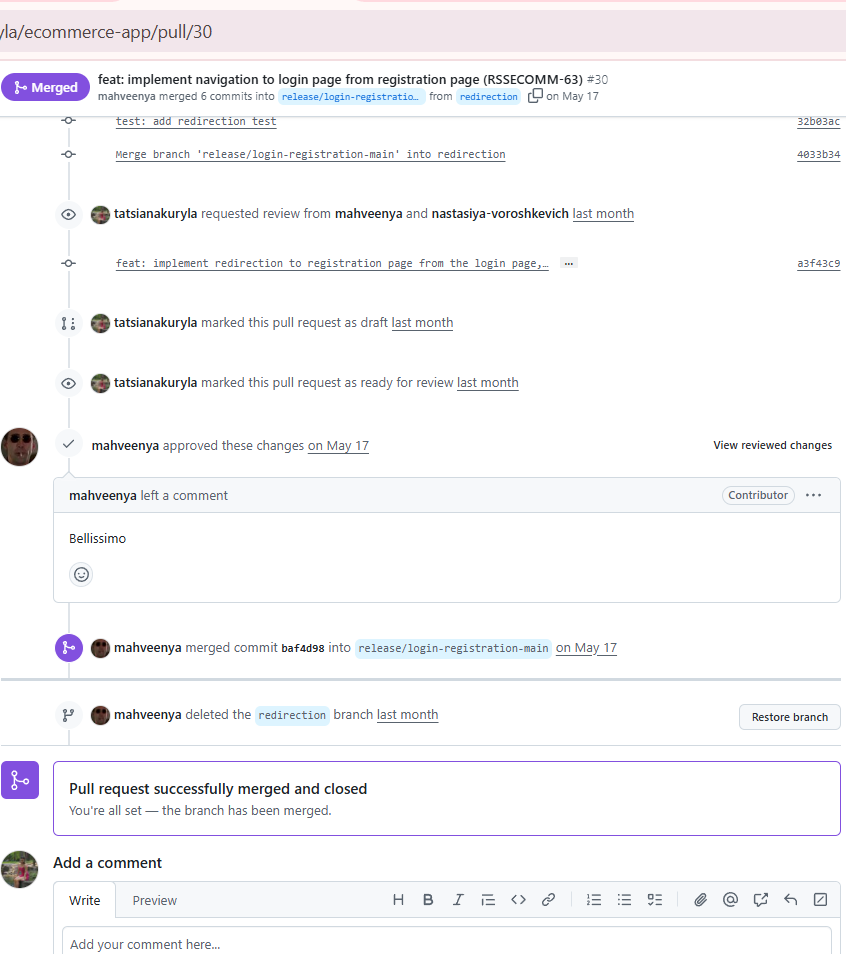 yla/ecommerce-app/pull/30
Merged
feat: implement navigation to login page from registration page (RSSECOMM-63) #30
mahveenya merged 6 commits into release/login-registratio… from redirection on May 17
test: add redirection test 32b03ac
Merge branch 'release/login-registration-main' into redirection 4033b34
tatsianakuryla requested review from mahveenya and nastasiya-voroshkevich last month
feat: implement redirection to registration page from the login page,… … a3f43c9
tatsianakuryla marked this pull request as draft last month
tatsianakuryla marked this pull request as ready for review last month
mahveenya approved these changes on May 17 View reviewed changes
mahveenya left a comment Contributor
Bellissimo
mahveenya merged commit baf4d98 into release/login-registration-main on May 17
mahveenya deleted the redirection branch last month Restore branch
Pull request successfully merged and closed
You're all set — the branch has been merged.
Add a comment
Write Preview H B I
Add your comment here...